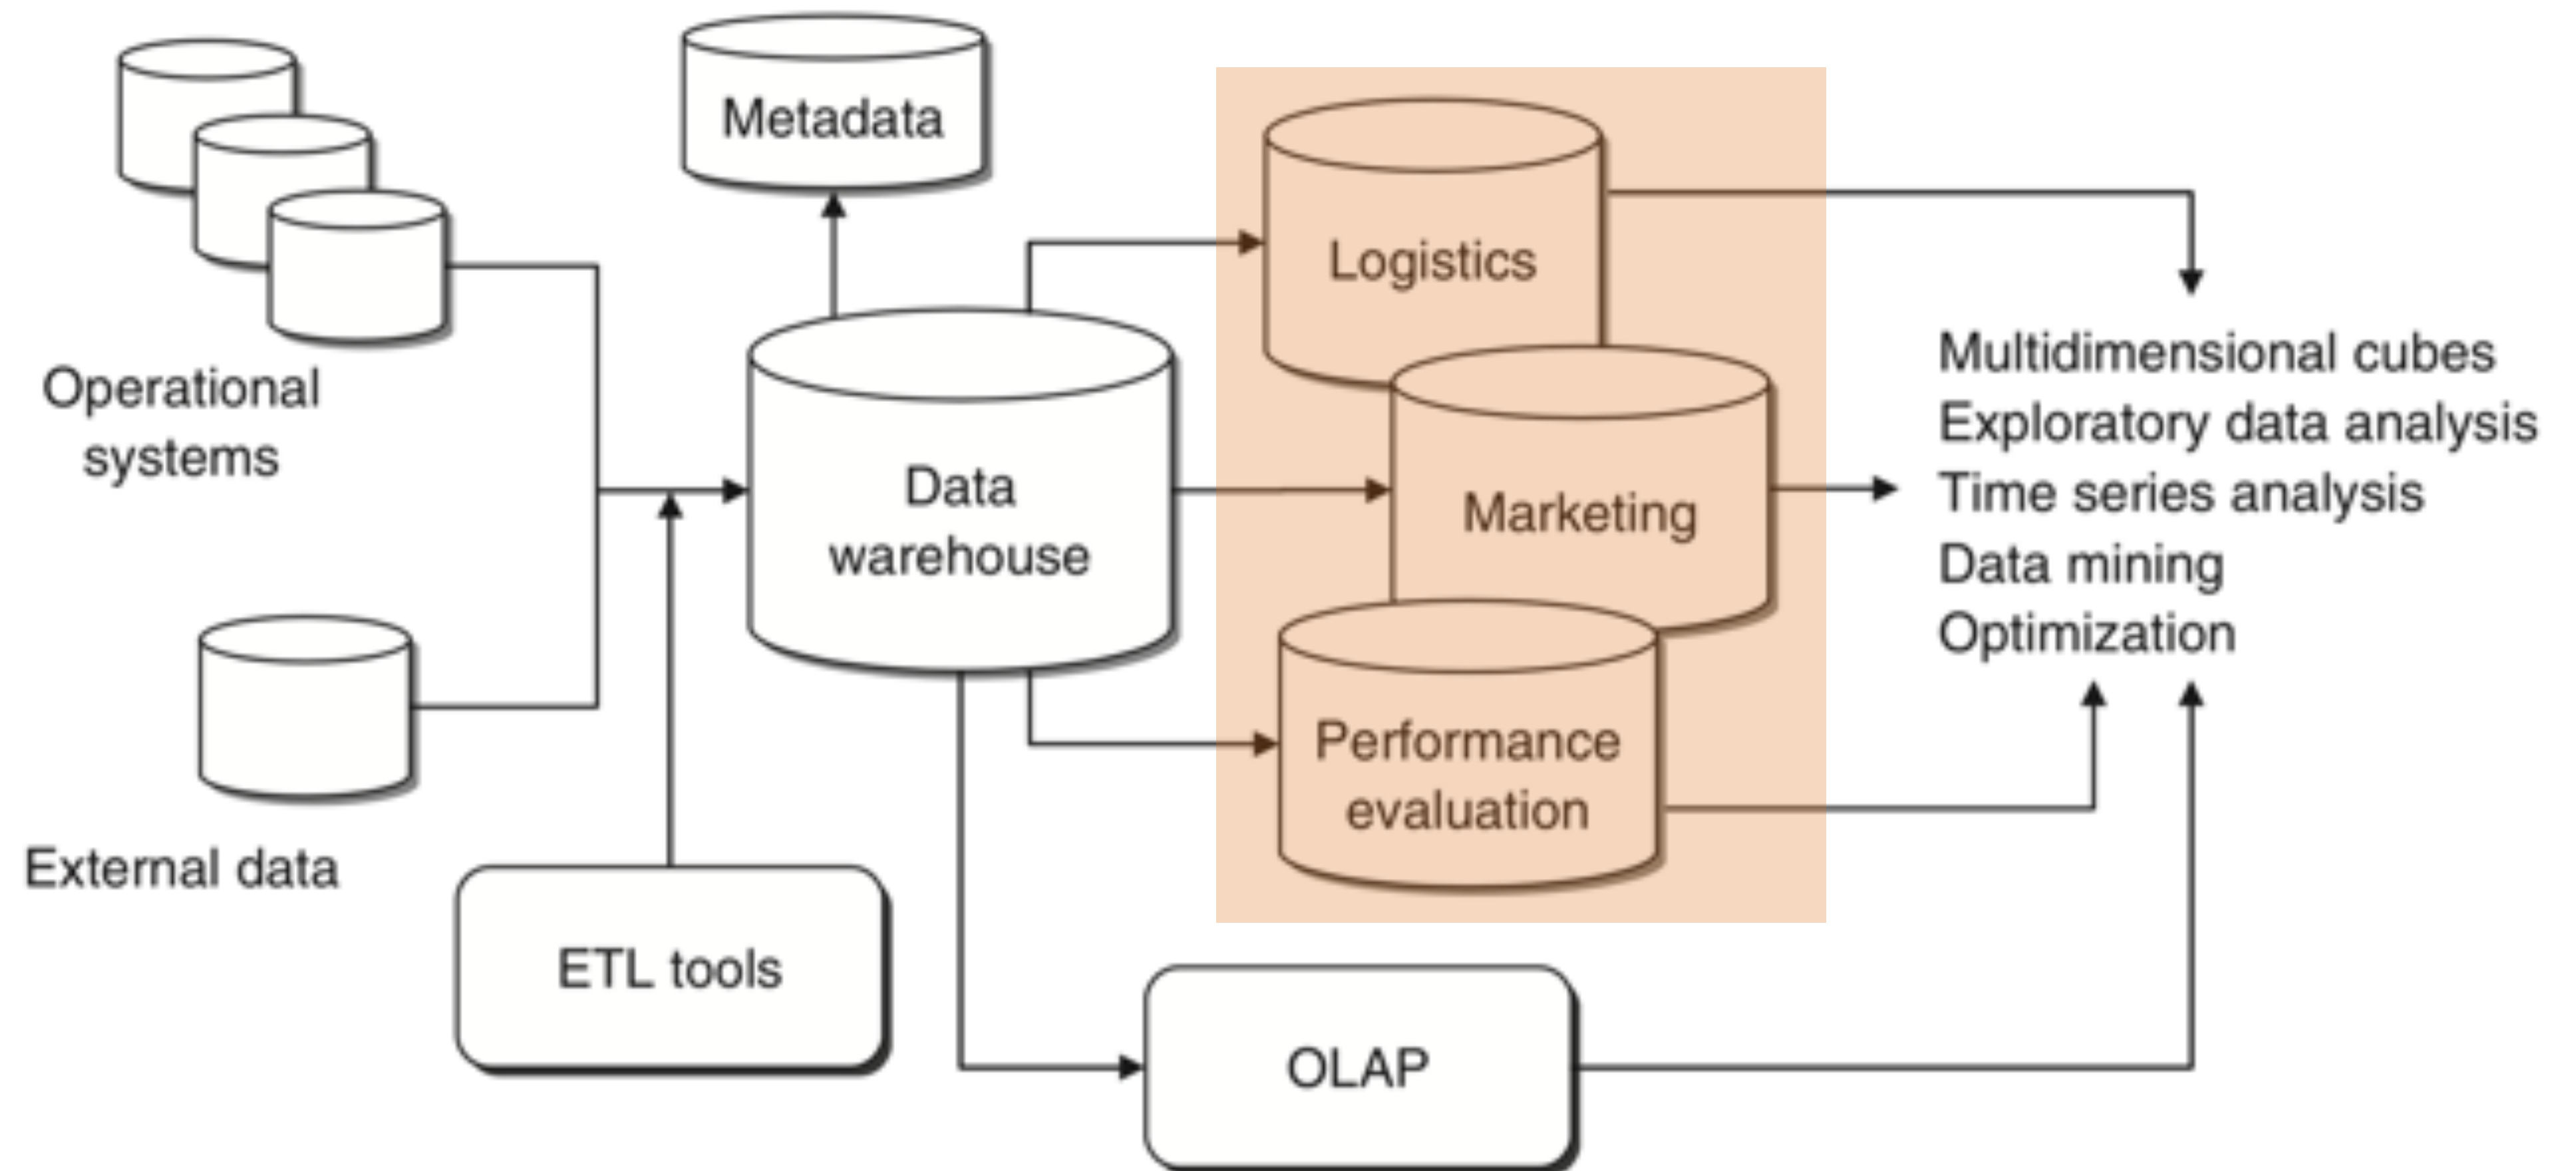 Metadata
Logistics
Operational
systems
Data
warehouse
Marketing
Multidimensional cubes
Exploratory data analysis
Time series analysis
Data mining
Optimization
Performance
evaluation
External data
ETL tools
OLAP